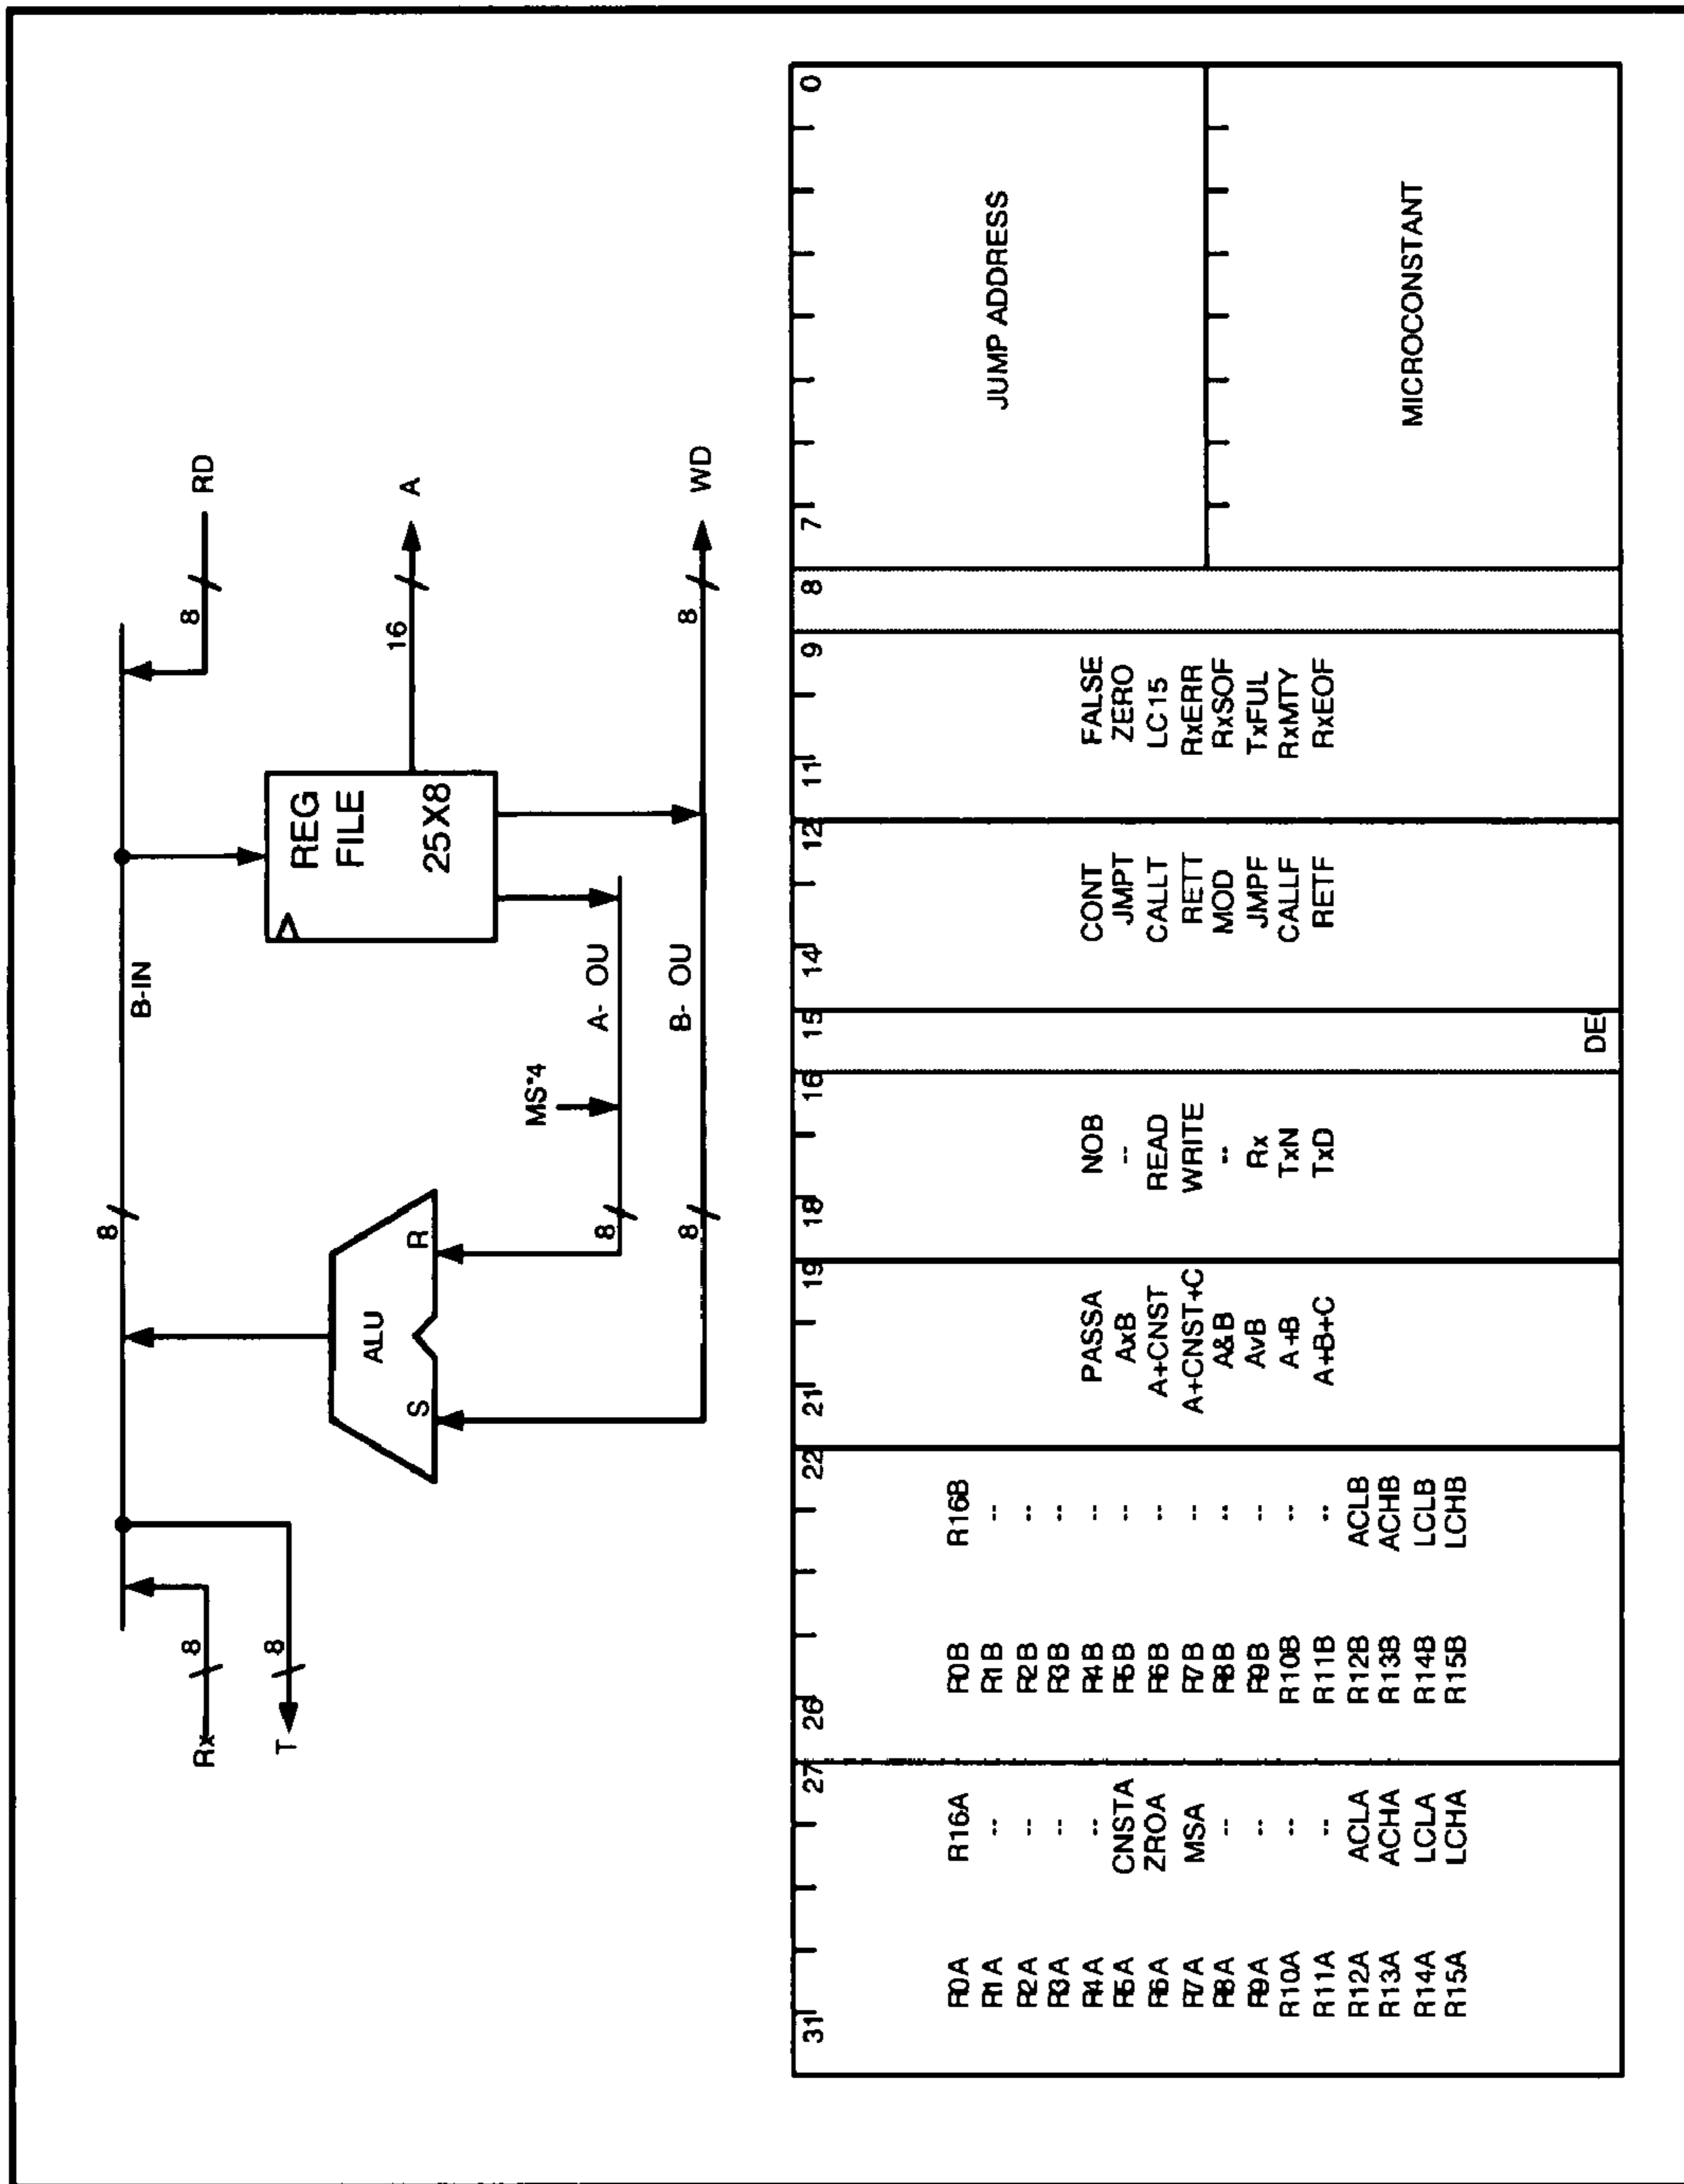 Rx 8
T 8
8
B-IN
8 RD
ALU
S R
REG
FILE
25X8
16 A
MS*4
8 A- OU
8 B- OU 8 WD
31 27 26 22 21 19 18 16 15 14 12 11 9 8 7 0
R0A R16A R0B R16B
R1A -- R1B --
R2A -- R2B --
R3A -- R3B --
R4A -- R4B -- PASSA NOB CONT FALSE
R5A CNSTA R5B -- AxB -- JMPT ZERO
R6A ZROA R6B -- A+CNST READ CALLT LC15
R7A MSA R7B -- A+CNST+C WRITE RETT RxERR
R8A -- R8B -- A&B -- MOD RxSOF
R9A -- R9B -- AvB Rx JMPF TxFUL
R10A -- R10B -- A+B TxN CALLF RxMTY
R11A -- R11B -- A+B+C TxD RETF RxEOF
R12A ACLA R12B ACLB
R13A ACHA R13B ACHB
R14A LCLA R14B LCLB
R15A LCHA R15B LCHB
DE
JUMP ADDRESS
MICROCONSTANT